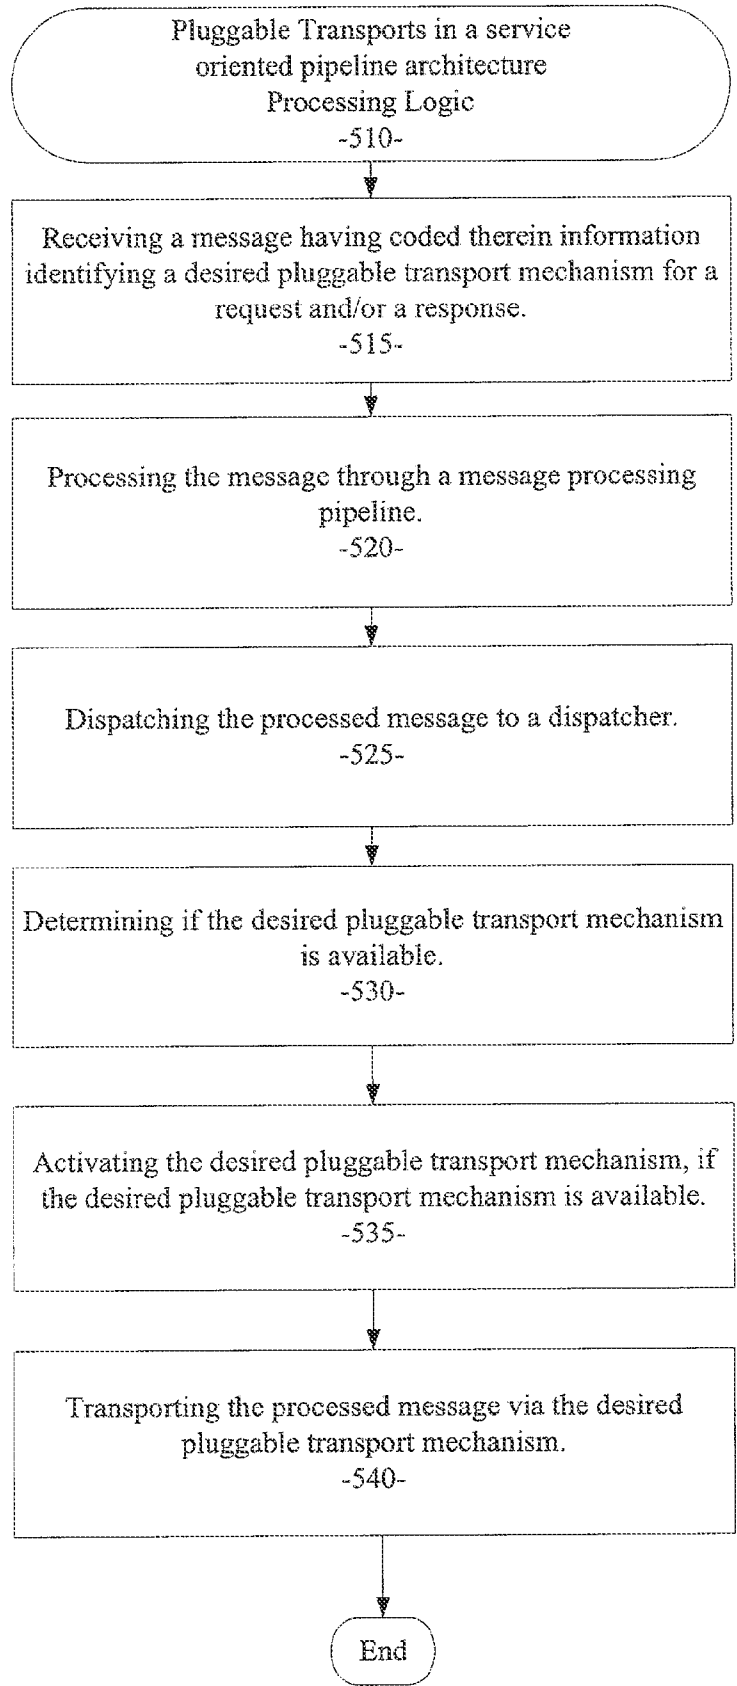 Pluggable Transports in a service
oriented pipeline architecture
Processing Logic
-510-
Receiving a message having coded therein information
identifying a desired pluggable transport mechanism for a
request and/or a response.
-515-
Processing the message through a message processing
pipeline.
-520-
Dispatching the processed message to a dispatcher.
-525-
Determining if the desired pluggable transport mechanism
is available.
-530-
Activating the desired pluggable transport mechanism, if
the desired pluggable transport mechanism is available.
-535-
Transporting the processed message via the desired
pluggable transport mechanism.
-540-
End